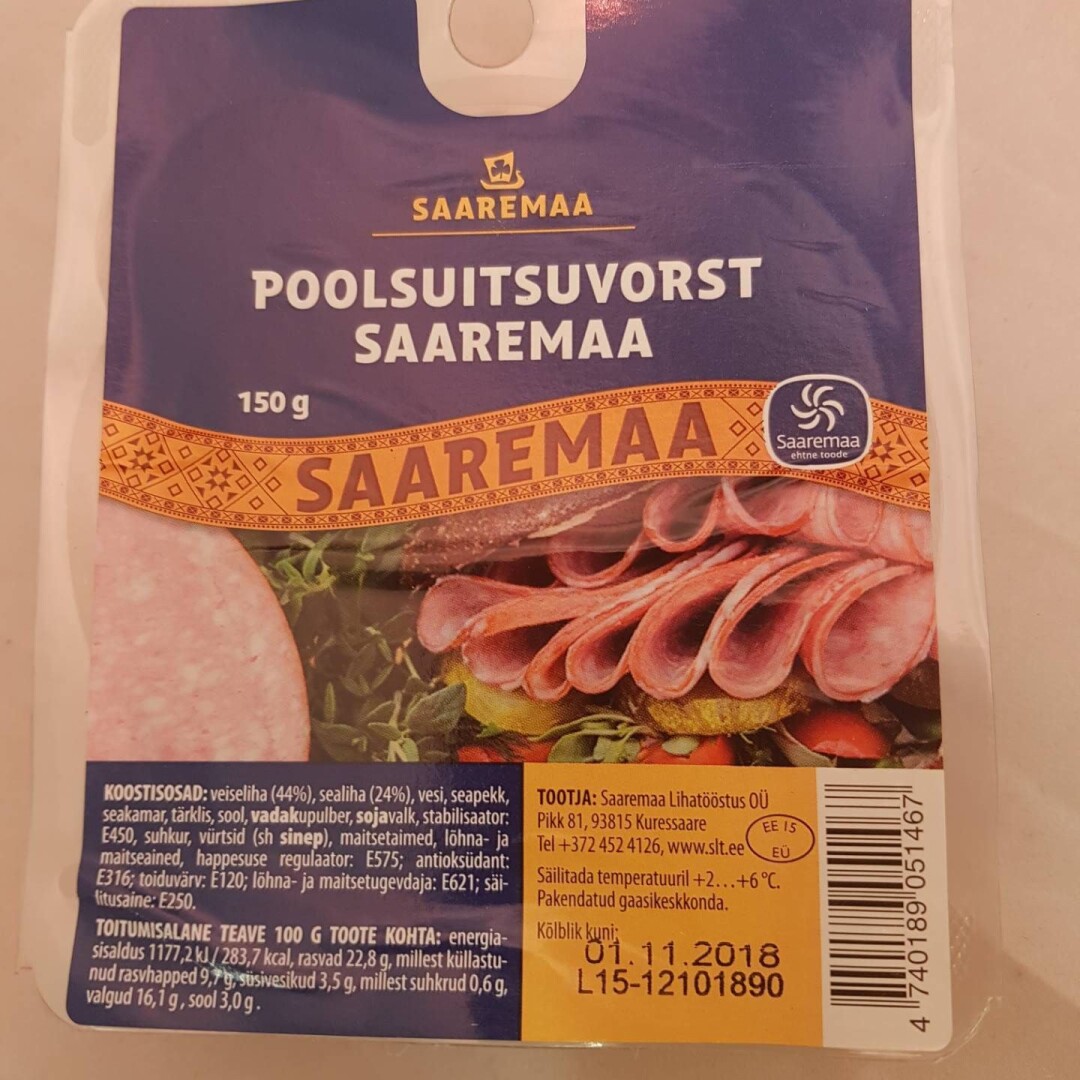 SAAREMAA
POOLSUITSUVORST
SAAREMAA
150 g
SAAREMAA
Saaremaa
ehtne toode
KOOSTISOSAD: veiseliha (44%), sealiha (24%), vesi, seapekk,
seakamar, tärklis, sool, vadakupulber, sojavalk, stabilisaator:
E450, suhkur, vürtsid (sh sinep), maitsetaimed, lõhna- ja
maitseained, happesuse regulaator: E575; antioksüdant:
E316; toiduvärv: E120; lõhna- ja maitsetugevdaja: E621; säi-
litusaine: E250.
TOITUMISALANE TEAVE 100 G TOOTE KOHTA: energia-
sisaldus 1177,2 kJ / 283,7 kcal, rasvad 22,8 g, millest küllastu-
nud rasvhapped 9,7 g, süsivesikud 3,5 g, millest suhkrud 0,6 g,
valgud 16,1 g, sool 3,0 g.
TOOTJA: Saaremaa Lihatööstus OÜ
Pikk 81, 93815 Kuressaare
Tel +372 452 4126, www.slt.ee
EE 15
EÜ
Säilitada temperatuuril +2...+6 °C.
Pakendatud gaasikeskkonda.
Kõlblik kuni:
01.11.2018
L15-12101890
4 740189 051467